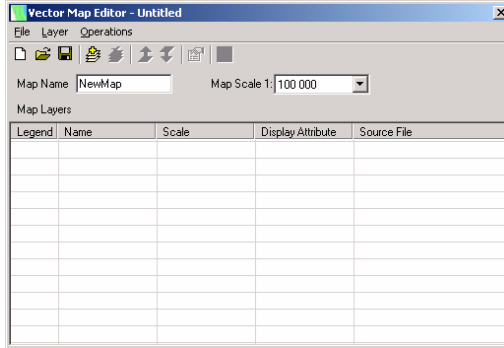 Vector Map Editor - Untitled
File Layer Operations
Map Name NewMap Map Scale 1: 100 000
Map Layers
Legend Name Scale Display Attribute Source File